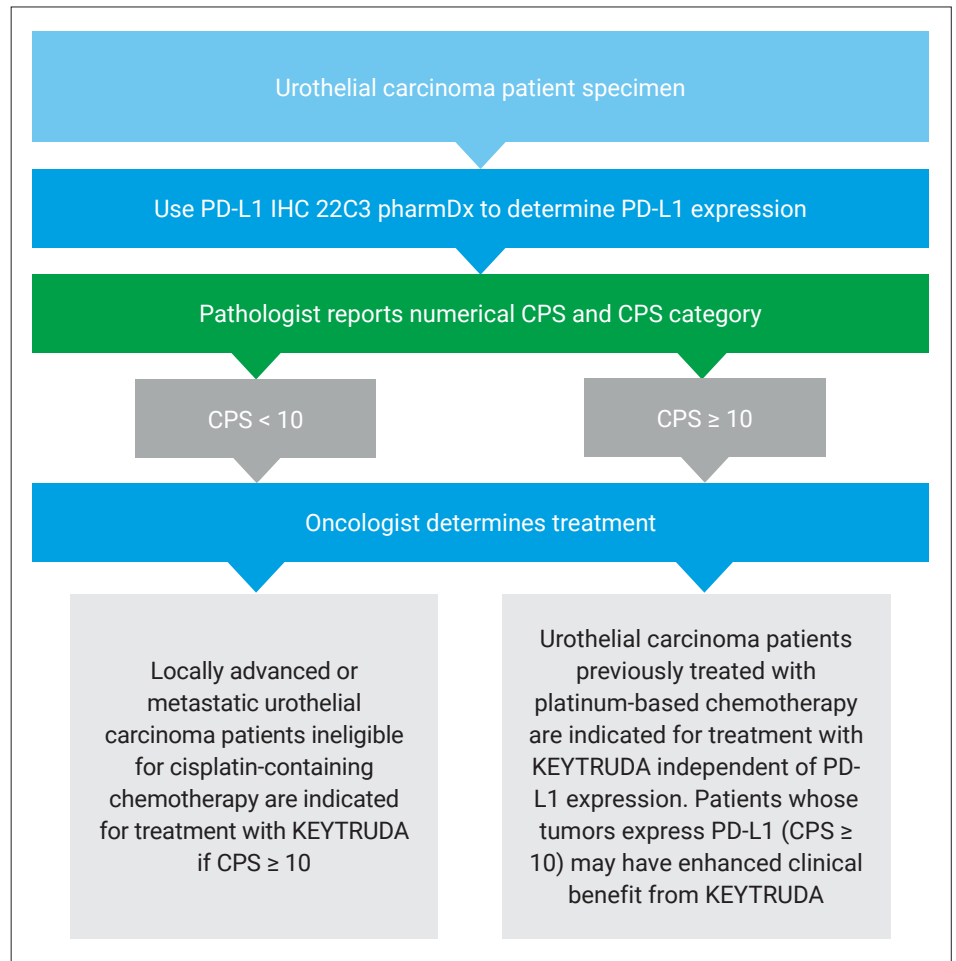 Urothelial carcinoma patient specimen
Use PD-L1 IHC 22C3 pharmDx to determine PD-L1 expression
Pathologist reports numerical CPS and CPS category
CPS < 10
CPS ≥ 10
Oncologist determines treatment
Locally advanced or
metastatic urothelial
carcinoma patients ineligible
for cisplatin-containing
chemotherapy are indicated
for treatment with KEYTRUDA
if CPS ≥ 10
Urothelial carcinoma patients
previously treated with
platinum-based chemotherapy
are indicated for treatment with
KEYTRUDA independent of PD-
L1 expression. Patients whose
tumors express PD-L1 (CPS ≥
10) may have enhanced clinical
benefit from KEYTRUDA